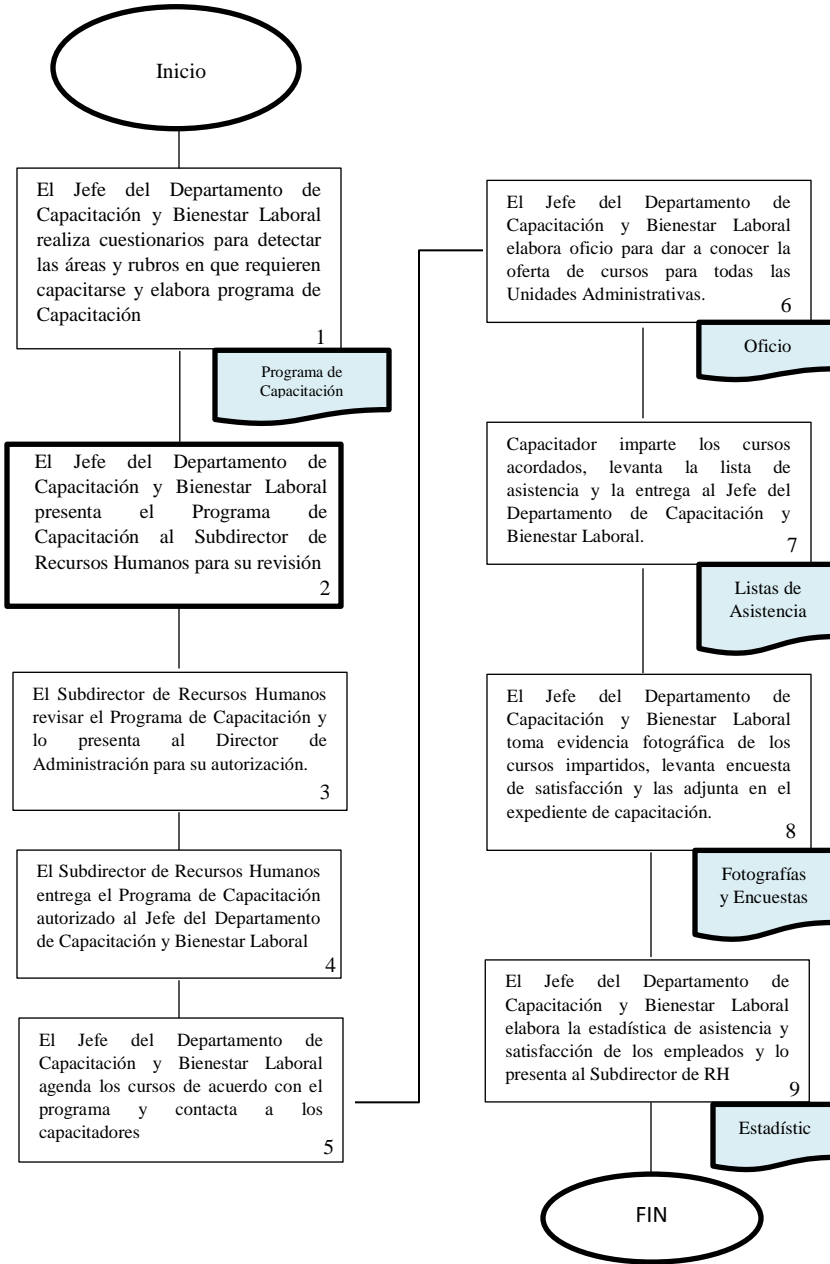 Inicio
El Jefe del Departamento de
Capacitación y Bienestar Laboral
realiza cuestionarios para detectar
las áreas y rubros en que requieren
capacitarse y elabora programa de
Capacitación
1
Programa de
Capacitación
El Jefe del Departamento de
Capacitación y Bienestar Laboral
presenta el Programa de
Capacitación al Subdirector de
Recursos Humanos para su revisión
2
El Subdirector de Recursos Humanos
revisar el Programa de Capacitación y
lo presenta al Director de
Administración para su autorización.
3
El Subdirector de Recursos Humanos
entrega el Programa de Capacitación
autorizado al Jefe del Departamento
de Capacitación y Bienestar Laboral
4
El Jefe del Departamento de
Capacitación y Bienestar Laboral
agenda los cursos de acuerdo con el
programa y contacta a los
capacitadores
5
El Jefe del Departamento de
Capacitación y Bienestar Laboral
elabora oficio para dar a conocer la
oferta de cursos para todas las
Unidades Administrativas.
6
Oficio
Capacitador imparte los cursos
acordados, levanta la lista de
asistencia y la entrega al Jefe del
Departamento de Capacitación y
Bienestar Laboral.
7
Listas de
Asistencia
El Jefe del Departamento de
Capacitación y Bienestar Laboral
toma evidencia fotográfica de los
cursos impartidos, levanta encuesta
de satisfacción y las adjunta en el
expediente de capacitación.
8
Fotografías
y Encuestas
El Jefe del Departamento de
Capacitación y Bienestar Laboral
elabora la estadística de asistencia y
satisfacción de los empleados y lo
presenta al Subdirector de RH
9
Estadístic
FIN